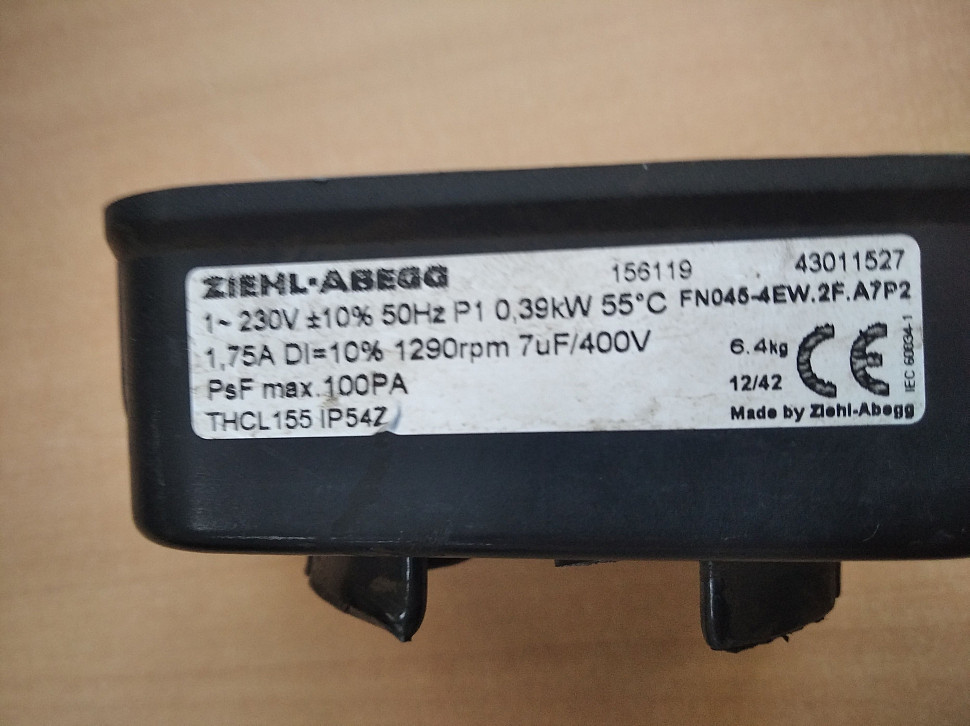 ZIEHL-ABEGG 156119 43011527
1~ 230V ±10% 50Hz P1 0,39kW 55°C FN045-4EW.2F.A7P2
1,75A DI=10% 1290rpm 7uF/400V
PsF max.100PA
THCL155 IP54Z
6.4kg CE
12/42
Made by Ziehl-Abegg
IEC 60034-1